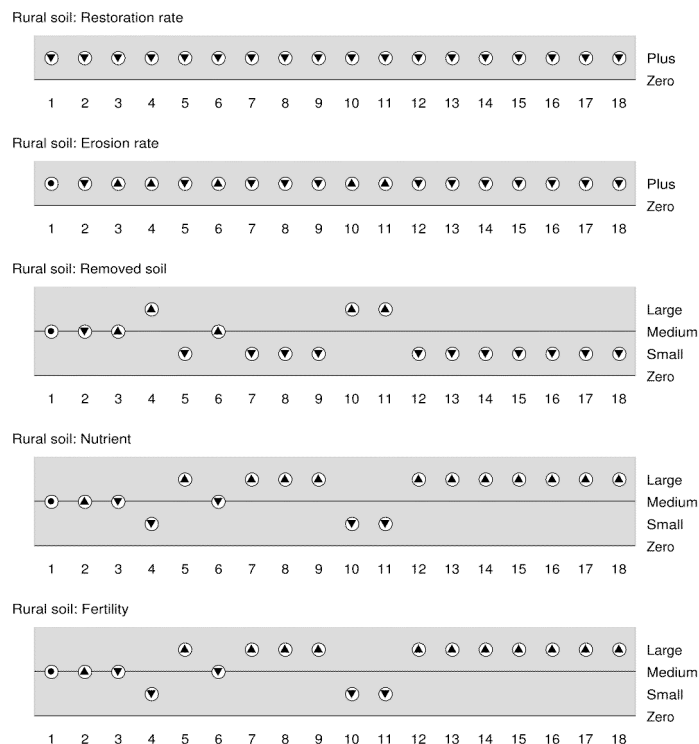 Rural soil: Restoration rate
Plus
Zero
1 2 3 4 5 6 7 8 9 10 11 12 13 14 15 16 17 18
Rural soil: Erosion rate
Plus
Zero
1 2 3 4 5 6 7 8 9 10 11 12 13 14 15 16 17 18
Rural soil: Removed soil
Large
Medium
Small
Zero
1 2 3 4 5 6 7 8 9 10 11 12 13 14 15 16 17 18
Rural soil: Nutrient
Large
Medium
Small
Zero
1 2 3 4 5 6 7 8 9 10 11 12 13 14 15 16 17 18
Rural soil: Fertility
Large
Medium
Small
Zero
1 2 3 4 5 6 7 8 9 10 11 12 13 14 15 16 17 18